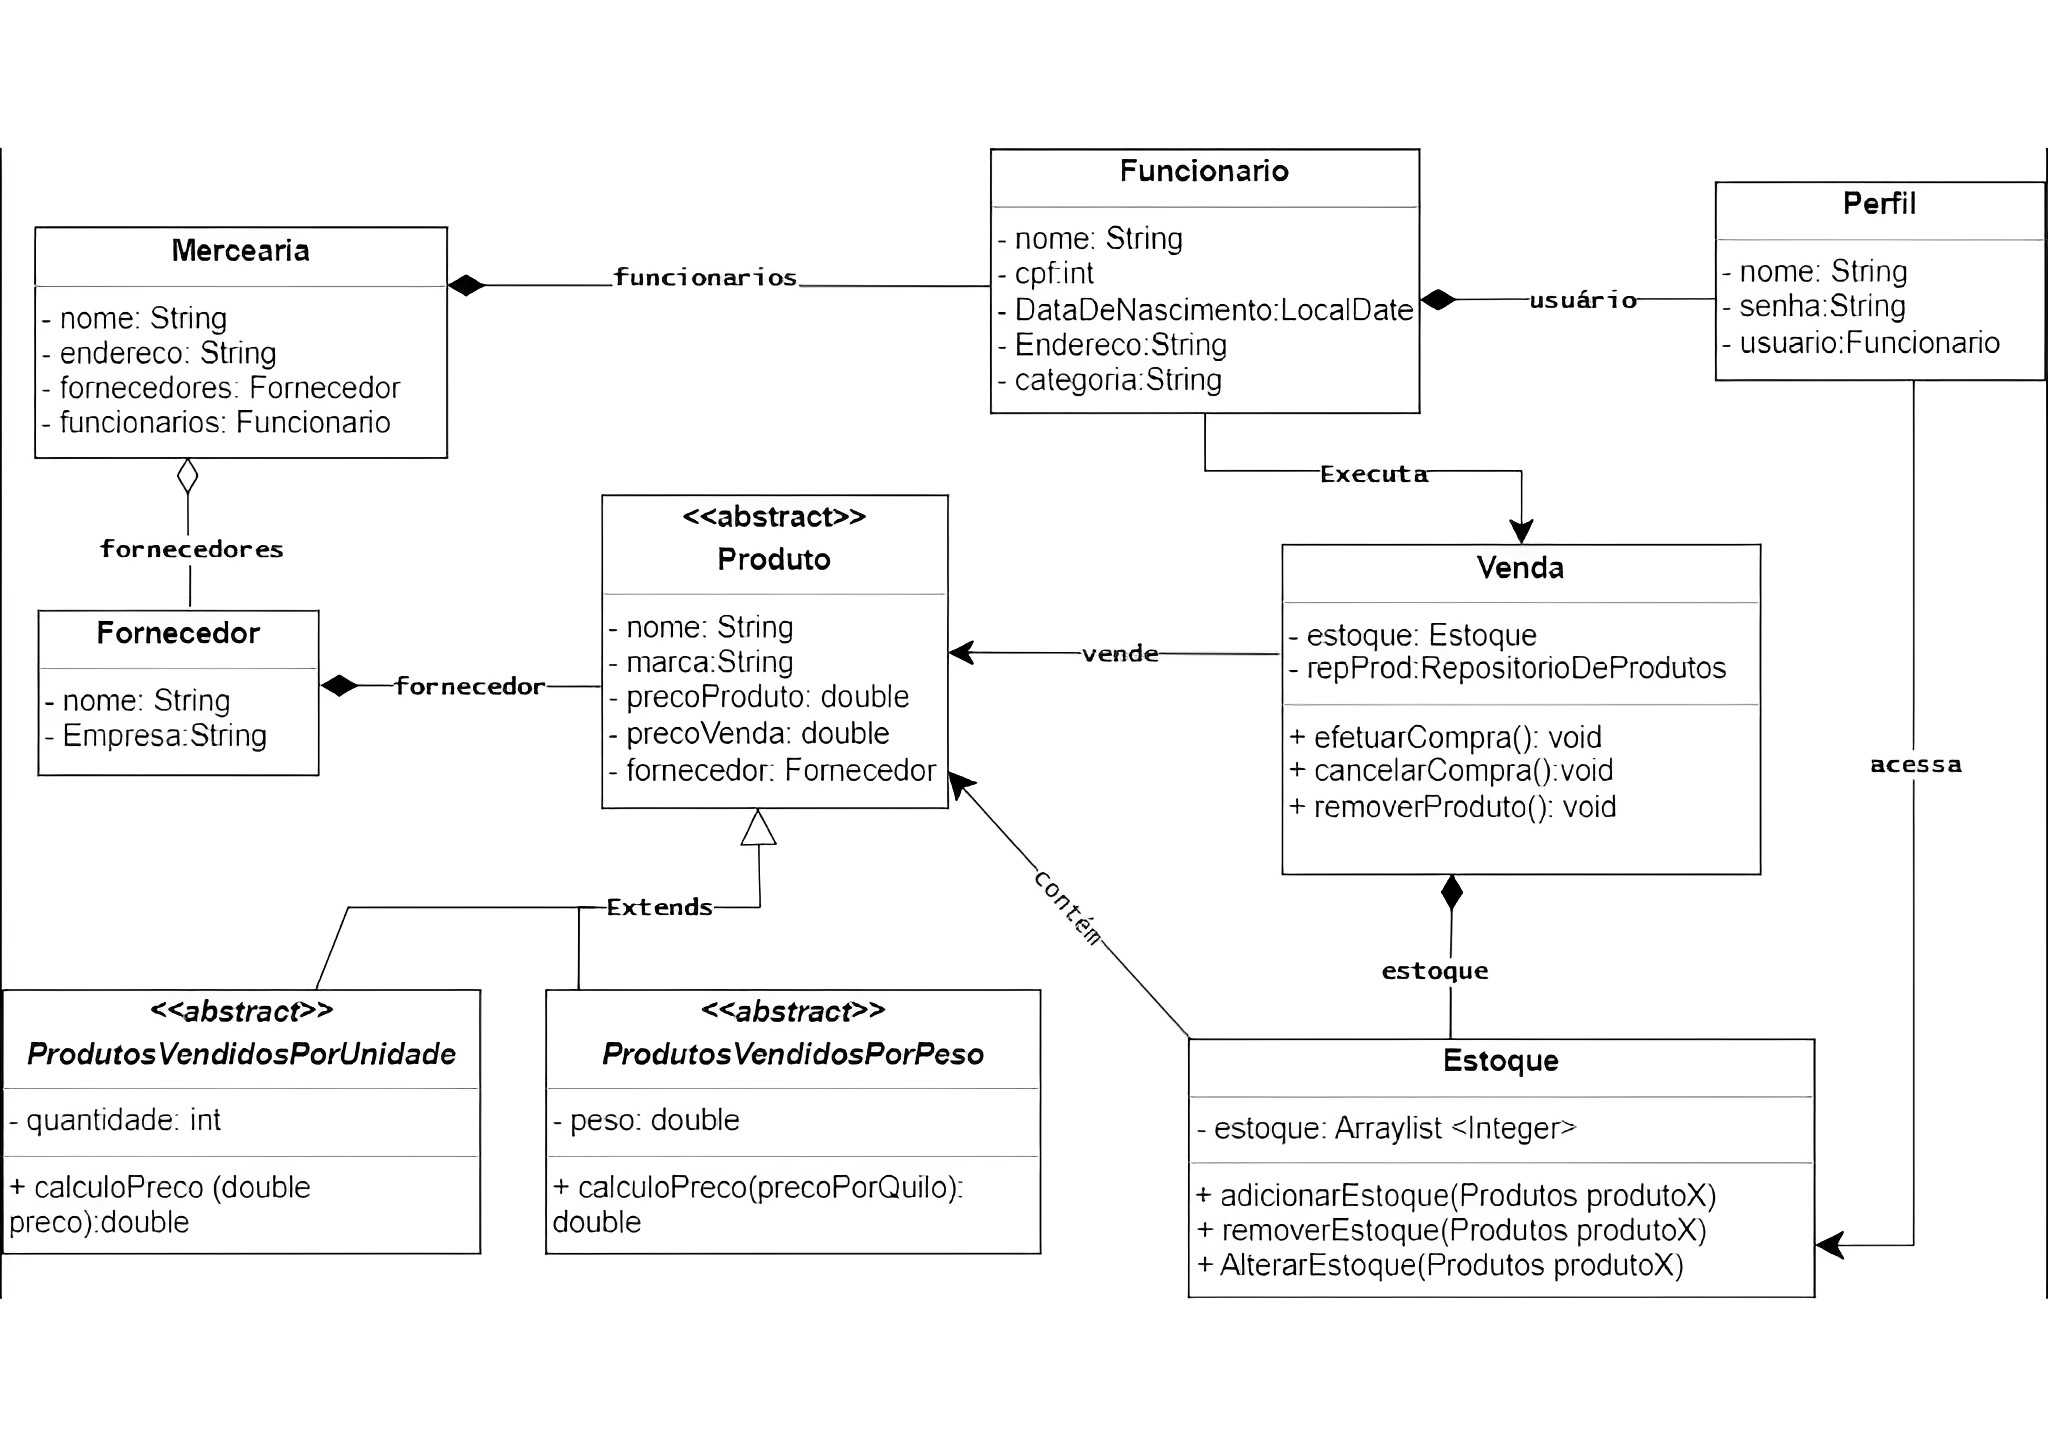 Funcionario
- nome: String
- cpf:int
- DataDeNascimento:LocalDate
- Endereco:String
- categoria:String
Perfil
- nome: String
- senha:String
- usuario:Funcionario
Mercearia
- nome: String
- endereco: String
- fornecedores: Fornecedor
- funcionarios: Funcionario
funcionarios
usuário
Executa
fornecedores
<<abstract>>
Produto
- nome: String
- marca:String
- precoProduto: double
- precoVenda: double
- fornecedor: Fornecedor
Venda
- estoque: Estoque
- repProd:RepositorioDeProdutos
+ efetuarCompra(): void
+ cancelarCompra():void
+ removerProduto(): void
Fornecedor
- nome: String
- Empresa:String
fornecedor
vende
acessa
contém
Extends
estoque
<<abstract>>
ProdutosVendidosPorUnidade
- quantidade: int
+ calculoPreco (double
preco):double
<<abstract>>
ProdutosVendidosPorPeso
- peso: double
+ calculoPreco(precoPorQuilo):
double
Estoque
- estoque: Arraylist <Integer>
+ adicionarEstoque(Produtos produtoX)
+ removerEstoque(Produtos produtoX)
+ AlterarEstoque(Produtos produtoX)